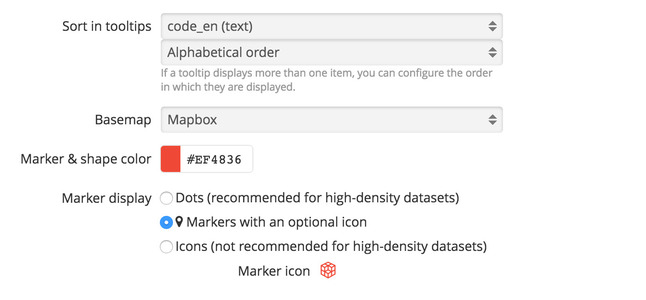 Sort in tooltips code_en (text)
Alphabetical order
If a tooltip displays more than one item, you can configure the order
in which they are displayed.
Basemap Mapbox
Marker & shape color #EF4836
Marker display Dots (recommended for high-density datasets)
Markers with an optional icon
Icons (not recommended for high-density datasets)
Marker icon